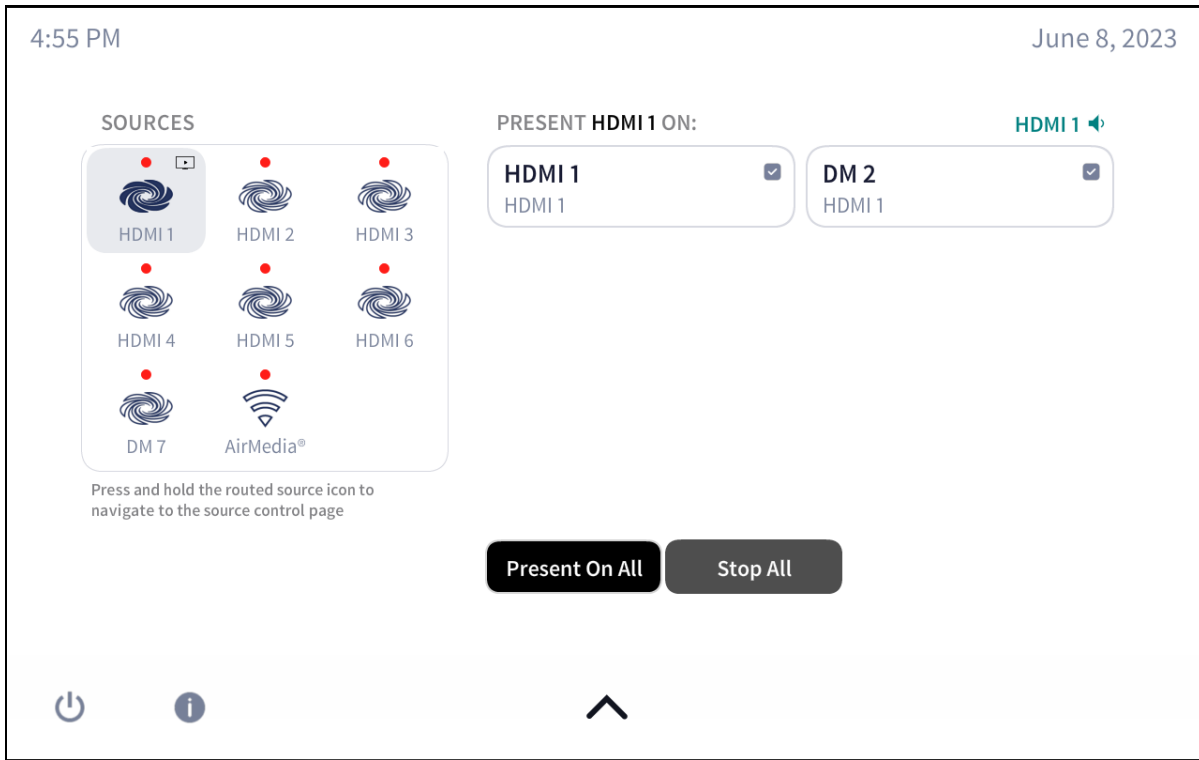 4:55 PM
June 8, 2023
SOURCES
PRESENT HDMI 1 ON:
HDMI 1
HDMI 1
HDMI 1
DM 2
HDMI 1
HDMI 1
HDMI 2
HDMI 3
HDMI 4
HDMI 5
HDMI 6
DM 7
AirMedia®
Press and hold the routed source icon to
navigate to the source control page
Present On All
Stop All